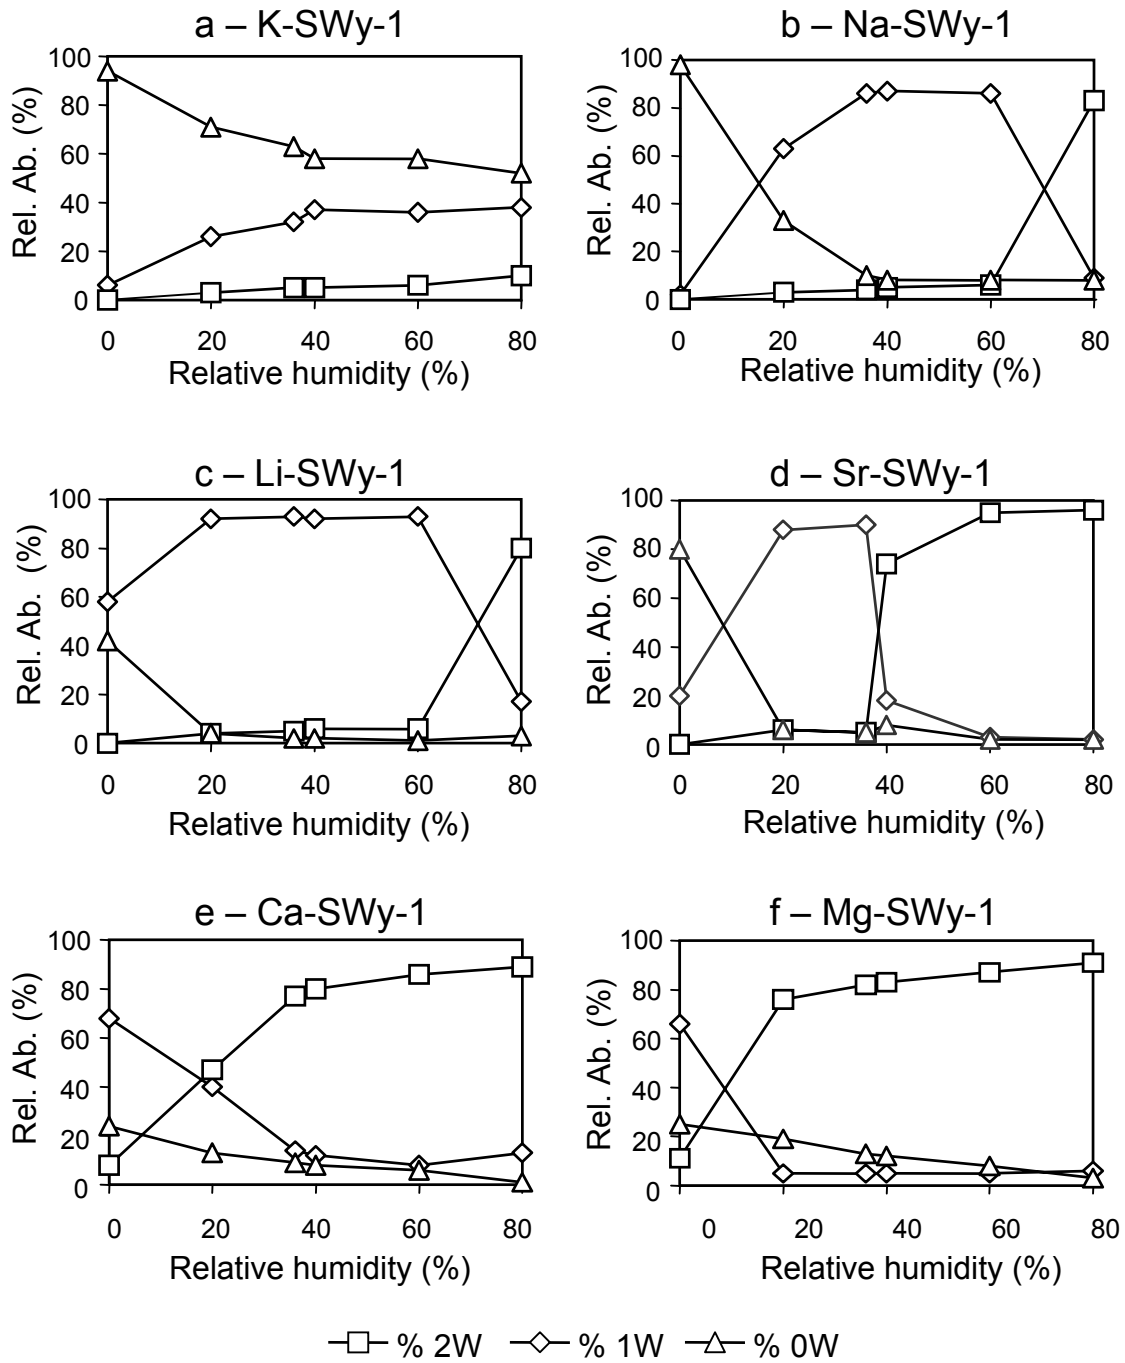 a – K-SWy-1
b – Na-SWy-1
100
80
60
40
20
0
Rel. Ab. (%)
0 20 40 60 80
Relative humidity (%)
100
80
60
40
20
0
Rel. Ab. (%)
0 20 40 60 80
Relative humidity (%)
c – Li-SWy-1
d – Sr-SWy-1
100
80
60
40
20
0
Rel. Ab. (%)
0 20 40 60 80
Relative humidity (%)
100
80
60
40
20
0
Rel. Ab. (%)
0 20 40 60 80
Relative humidity (%)
e – Ca-SWy-1
f – Mg-SWy-1
100
80
60
40
20
0
Rel. Ab. (%)
0 20 40 60 80
Relative humidity (%)
100
80
60
40
20
0
Rel. Ab. (%)
0 20 40 60 80
Relative humidity (%)
% 2W % 1W % 0W